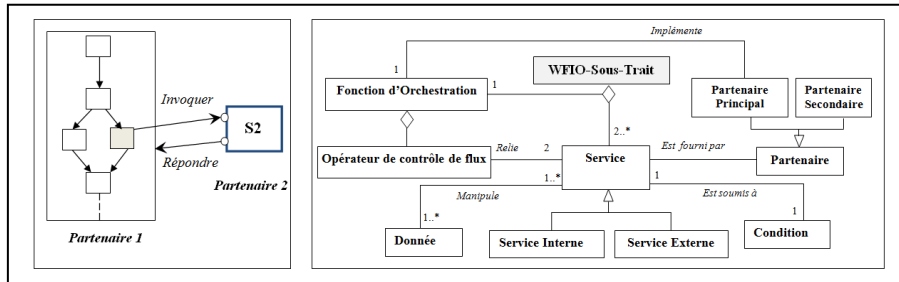 Invoquer
S2
Répondre
Partenaire 2
Partenaire 1
Implémente
WFIO-Sous-Trait
1
Fonction d'Orchestration
1
Partenaire
Principal
Partenaire
Secondaire
2..*
Opérateur de contrôle de flux
Relie
2
Service
Est fourni par
Partenaire
Manipule
1..*
1
Est soumis à
1..*
1
Donnée
Service Interne
Service Externe
Condition